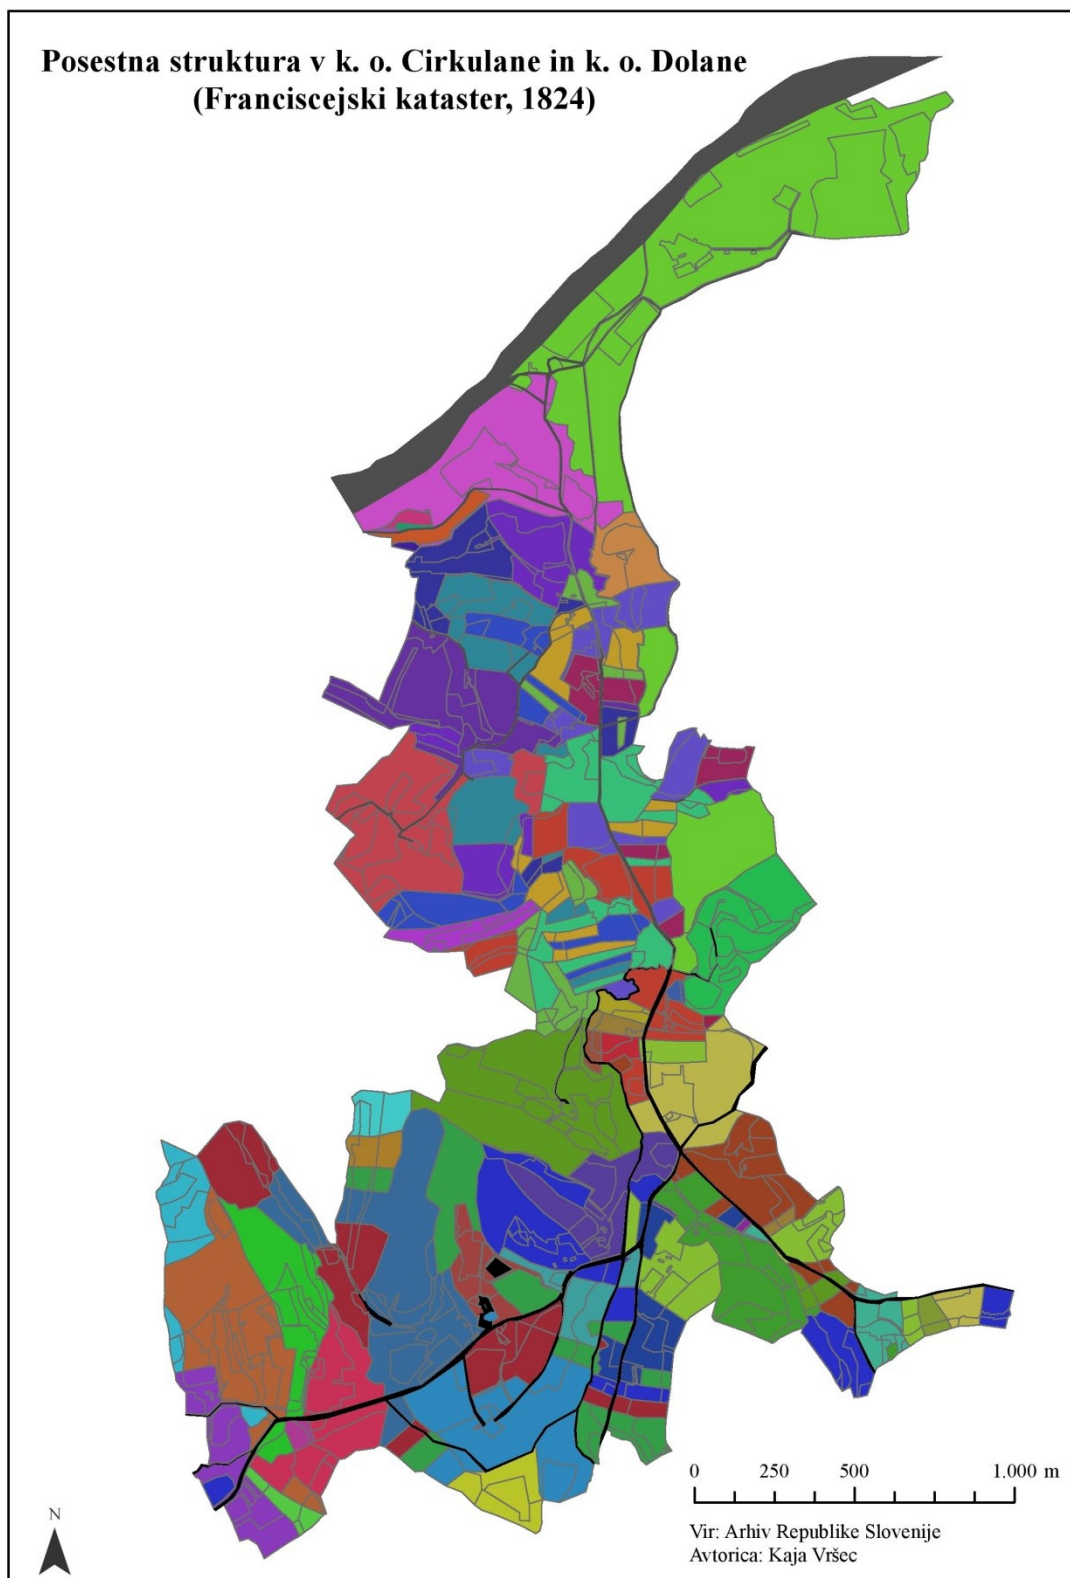 Posestna struktura v k. o. Cirkulane in k. o. Dolane
(Franciscejski kataster, 1824)
0 250 500 1.000 m
Vir: Arhiv Republike Slovenije
Avtorica: Kaja Vršec
N